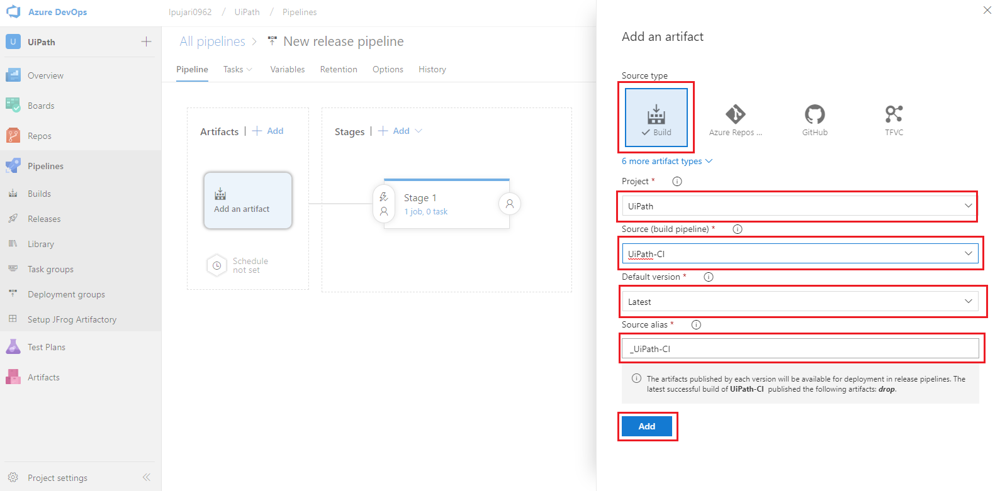 Azure DevOps
lpujari0962 / UiPath / Pipelines
U UiPath
Overview
Boards
Repos
Pipelines
Builds
Releases
Library
Task groups
Deployment groups
Setup JFrog Artifactory
Test Plans
Artifacts
Project settings
All pipelines > New release pipeline
Pipeline Tasks Variables Retention Options History
Artifacts | + Add
Add an artifact
Schedule
not set
Stages | + Add
Stage 1
1 job, 0 task
Add an artifact
Source type
Build
Azure Repos ...
GitHub
TFVC
6 more artifact types
Project *
UiPath
Source (build pipeline) *
UiPath-CI
Default version *
Latest
Source alias *
_UiPath-CI
The artifacts published by each version will be available for deployment in release pipelines. The
latest successful build of UiPath-CI published the following artifacts: drop.
Add